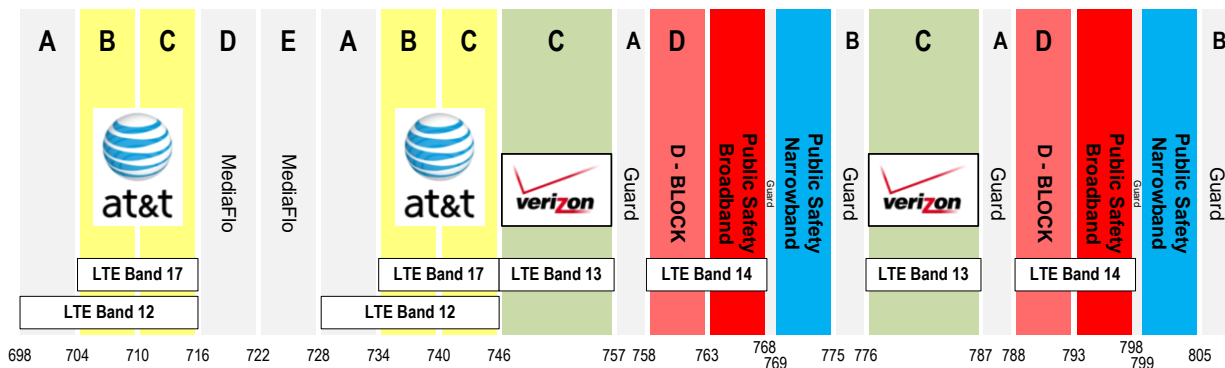 A B C D E A B C C A D B C A D B
at&t
MediaFlo
MediaFlo
at&t
verizon
Guard
D - BLOCK
Public Safety
Broadband
Guard
Public Safety
Narrowband
Guard
verizon
Guard
D - BLOCK
Public Safety
Broadband
Guard
Public Safety
Narrowband
Guard
LTE Band 17
LTE Band 17
LTE Band 13
LTE Band 14
LTE Band 13
LTE Band 14
LTE Band 12
LTE Band 12
698 704 710 716 722 728 734 740 746 757 758 763 768 769 775 776 787 788 793 798 799 805